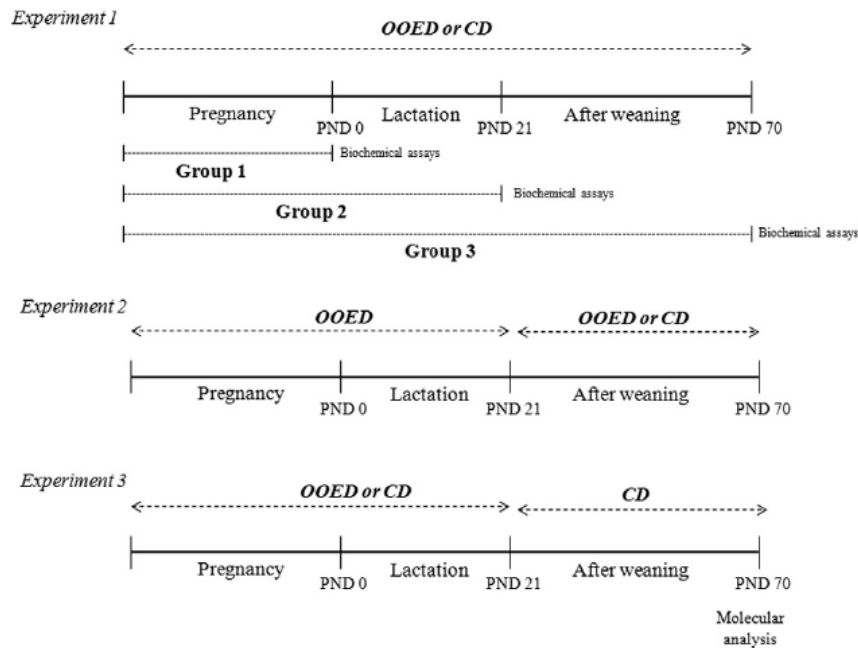 Experiment 1
OOED or CD
Pregnancy
Lactation
After weaning
PND 0
PND 21
PND 70
Biochemical assays
Group 1
Biochemical assays
Group 2
Biochemical assays
Group 3
Experiment 2
OOED
OOED or CD
Pregnancy
Lactation
After weaning
PND 0
PND 21
PND 70
Experiment 3
OOED or CD
CD
Pregnancy
Lactation
After weaning
PND 0
PND 21
PND 70
Molecular
analysis